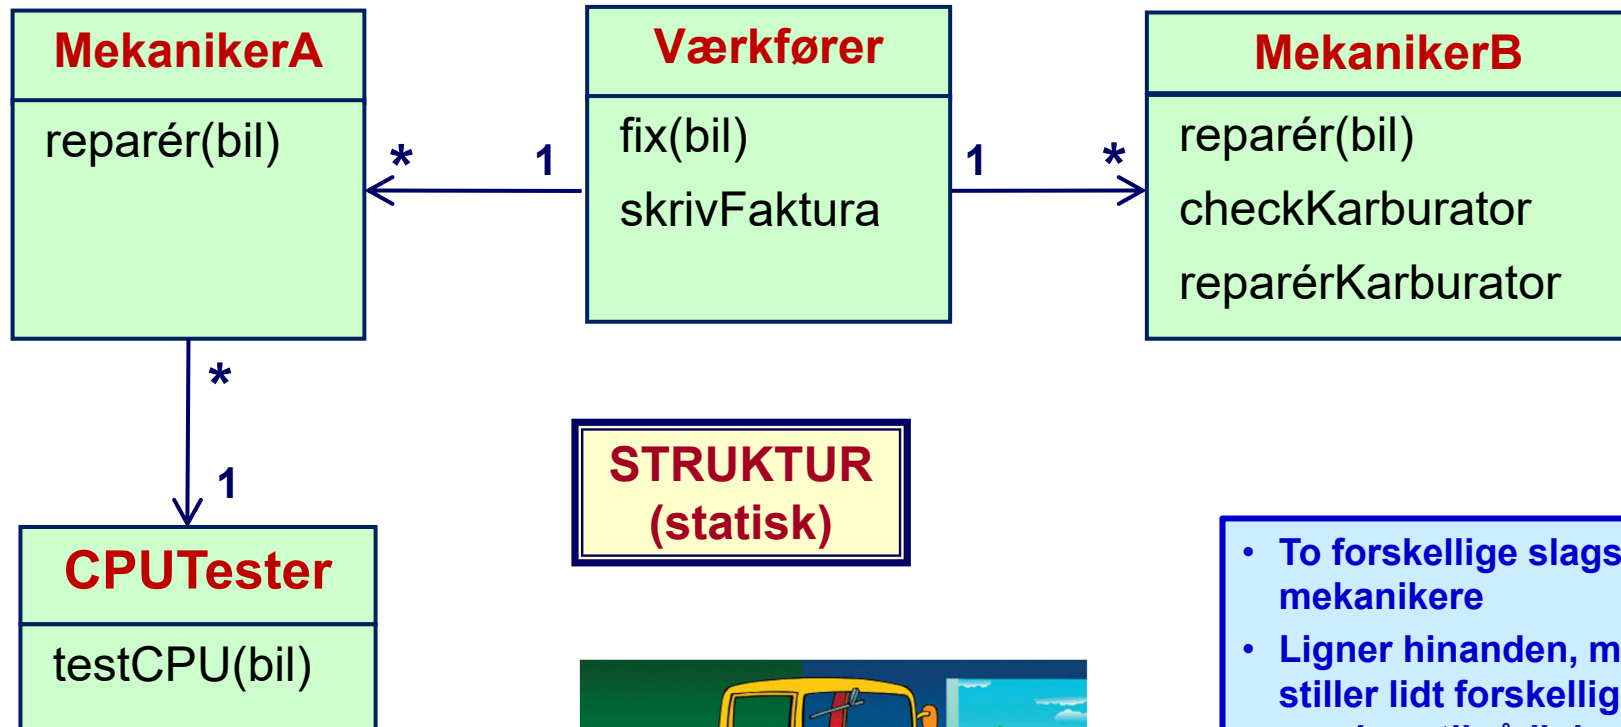 MekanikerA
reparér(bil)
*
1
Værkfører
fix(bil)
skrivFaktura
1
*
MekanikerB
reparér(bil)
checkKarburator
reparérKarburator
*
1
CPUTester
testCPU(bil)
STRUKTUR
(statisk)
• To forskellige slags
mekanikere
• Ligner hinanden, m
stiller lidt forskellig